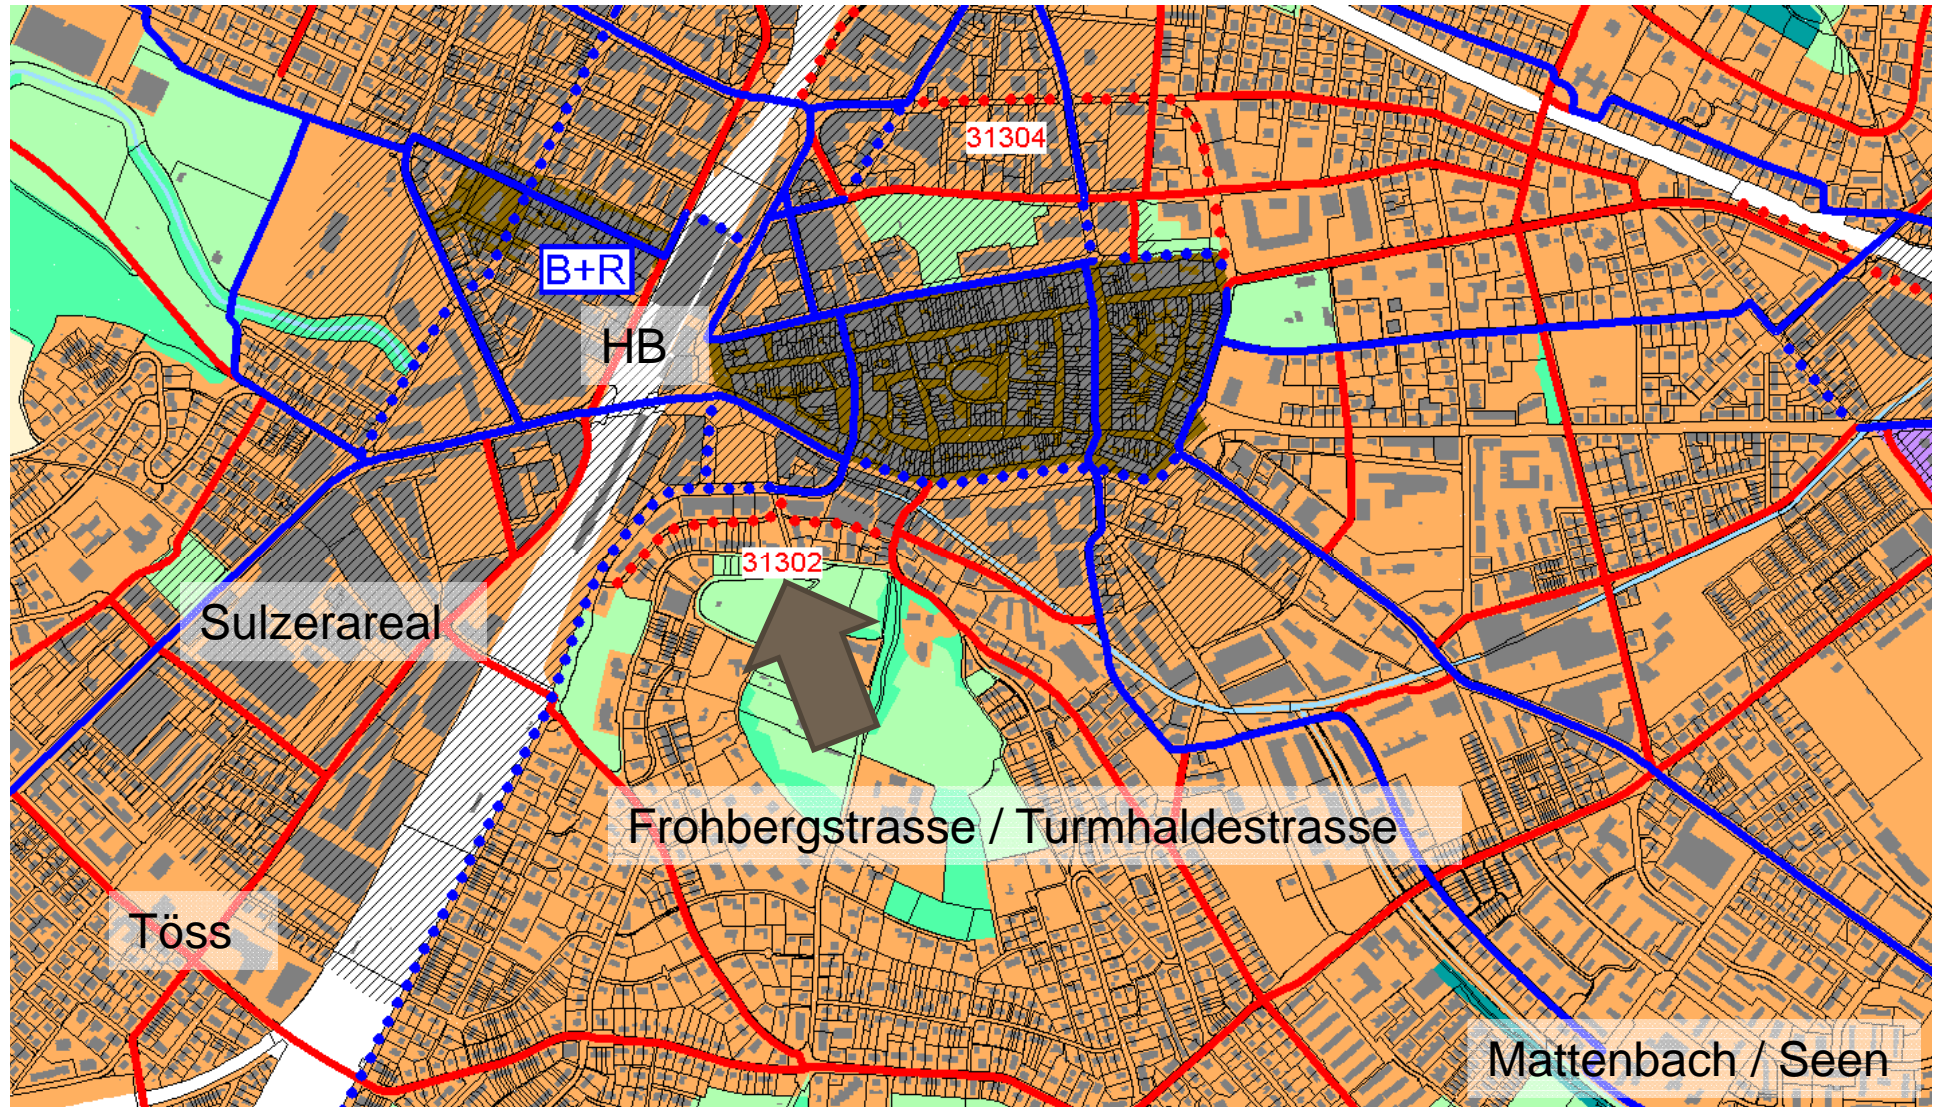 31304
B+R
HB
31302
Sulzerareal
Frohbergstrasse / Turmhaldestrasse
Töss
Mattenbach / Seen